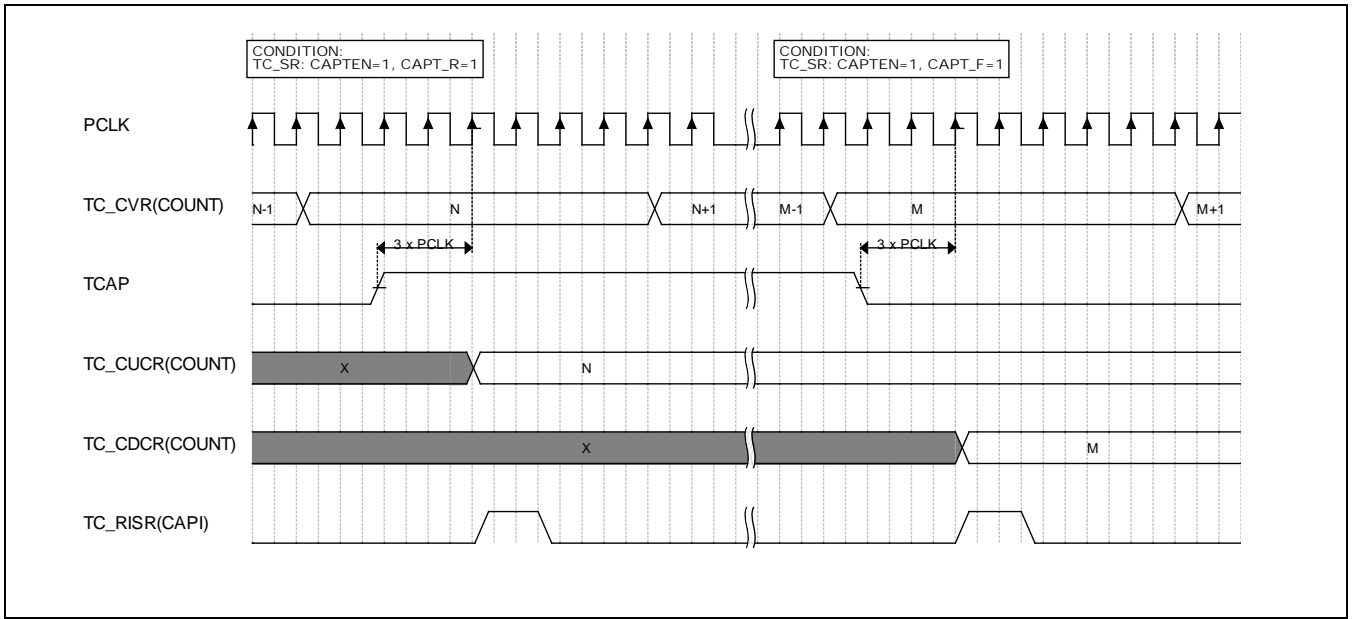 CONDITION:
TC_SR: CAPTEN=1, CAPT_R=1
CONDITION:
TC_SR: CAPTEN=1, CAPT_F=1
PCLK
TC_CVR(COUNT)
N-1
N
N+1
M-1
M
M+1
3 x PCLK
3 x PCLK
TCAP
TC_CUCR(COUNT)
X
N
TC_CDCR(COUNT)
X
M
TC_RISR(CAPI)